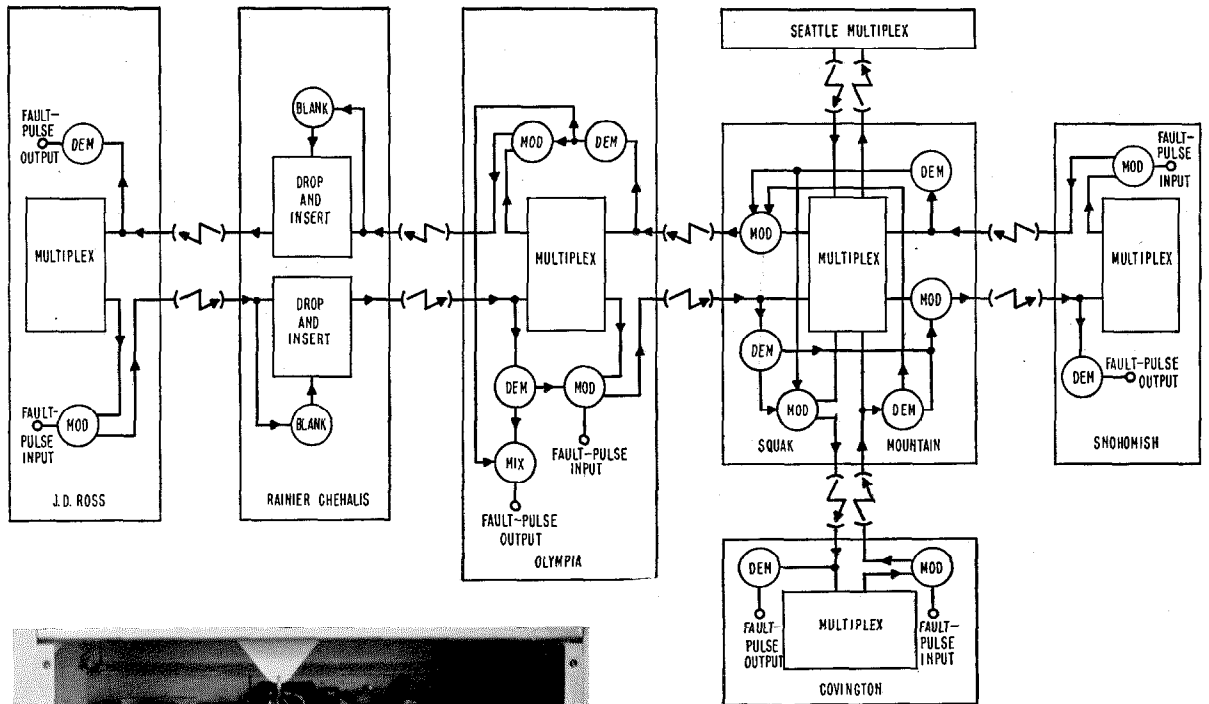 SEATTLE MULTIPLEX
FAULT-
PULSE
OUTPUT
DEM
MULTIPLEX
FAULT-
PULSE
INPUT
MOD
J.D. ROSS
BLANK
DROP
AND
INSERT
DROP
AND
INSERT
BLANK
RAINIER CHEHALIS
MOD
DEM
MULTIPLEX
DEM
MOD
MIX
FAULT-PULSE
INPUT
FAULT-PULSE
OUTPUT
OLYMPIA
DEM
MOD
MULTIPLEX
MOD
DEM
MOD
DEM
SQUAK
MOUNTAIN
MOD
FAULT-
PULSE
INPUT
MULTIPLEX
DEM
FAULT-PULSE
OUTPUT
SNOHOMISH
DEM
MOD
FAULT-
PULSE
OUTPUT
MULTIPLEX
FAULT-
PULSE
INPUT
COVINGTON